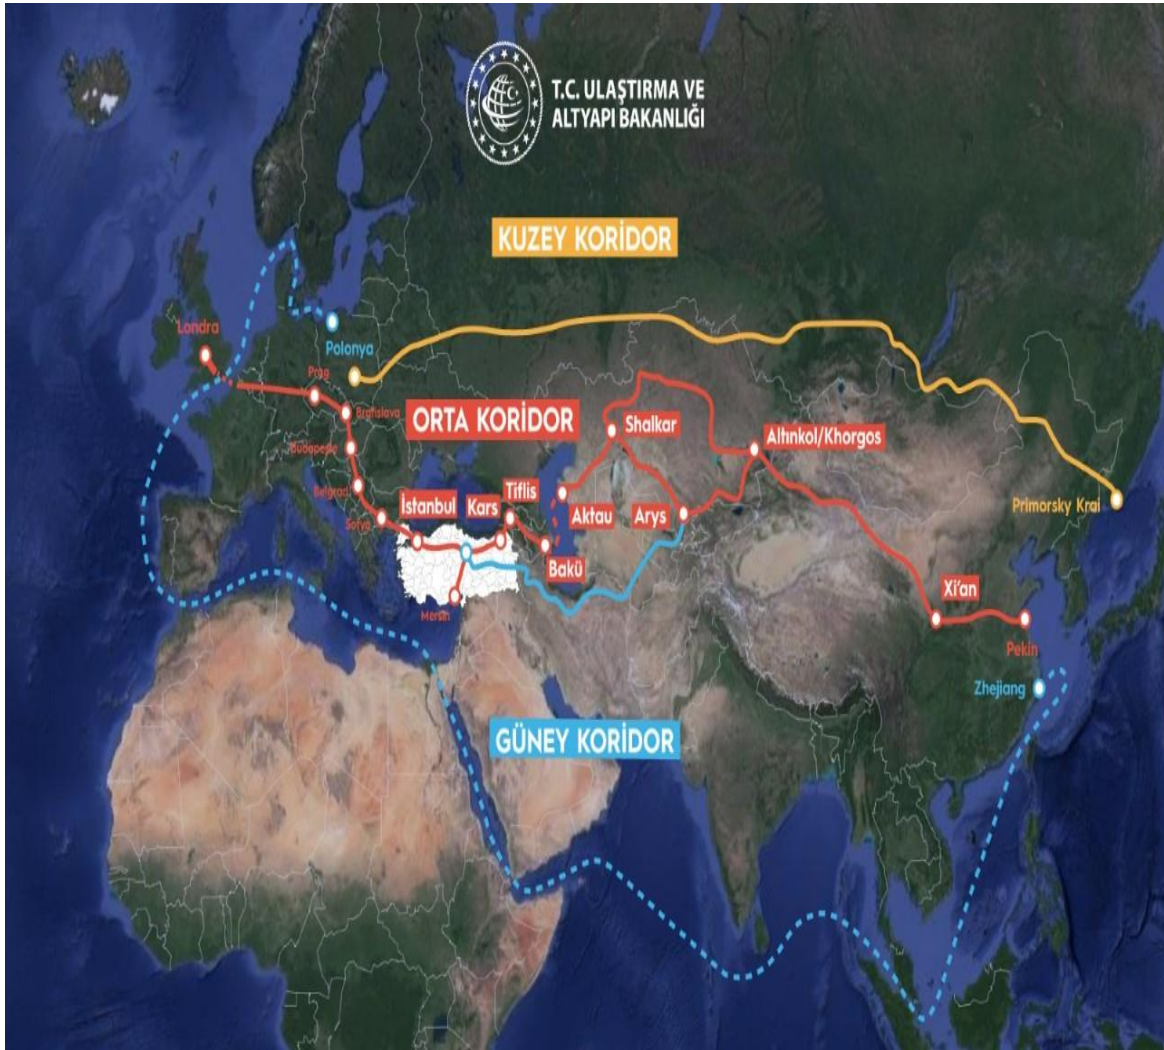 T.C. ULAŞTIRMA VE
ALTYAPI BAKANLIĞI
KUZEY KORİDOR
Londra
Polonya
Prag
Bratislava
ORTA KORİDOR
Shalkar
Altınkol/Khorgos
Budapeşte
Belgrad
İstanbul
Kars
Tiflis
Aktau
Arys
Primorsky Krai
Sofya
Bakü
Mersin
Xi'an
Pekin
Zhejiang
GÜNEY KORİDOR